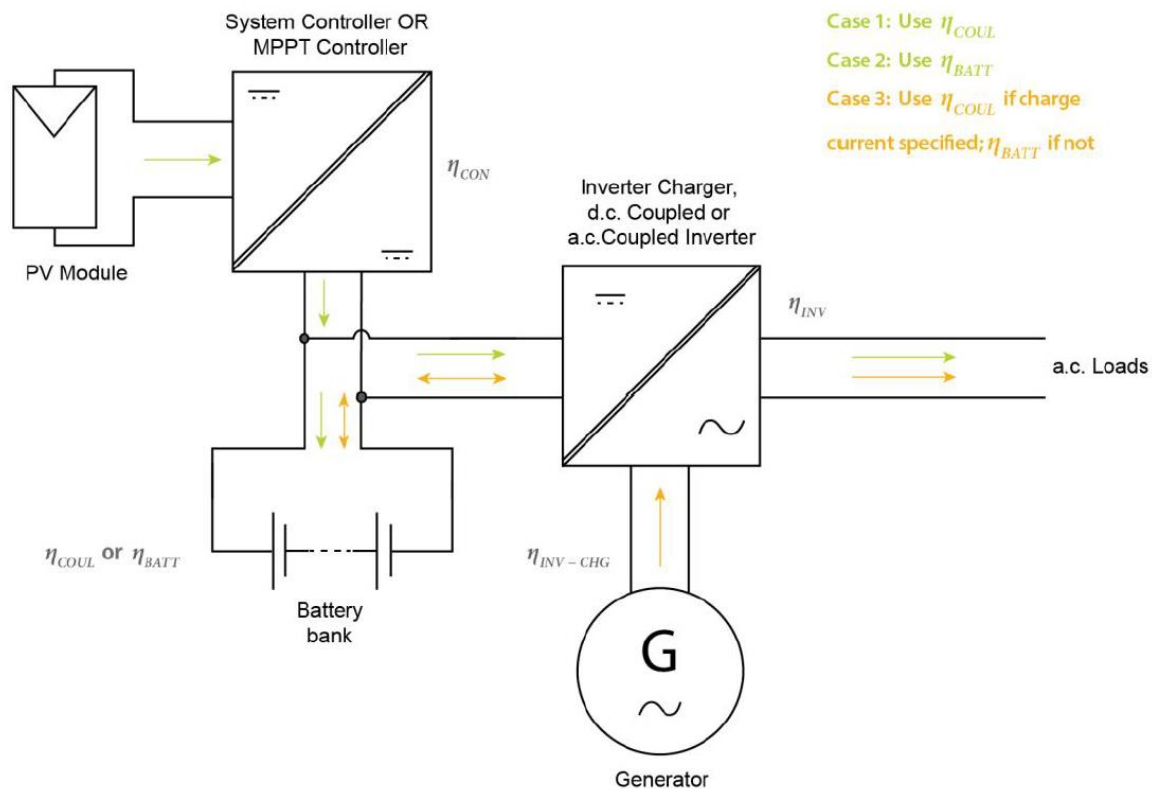 System Controller OR
MPPT Controller
Case 1: Use η_COUL
Case 2: Use η_BATT
Case 3: Use η_COUL if charge
current specified; η_BATT if not
η_CON
PV Module
Inverter Charger,
d.c. Coupled or
a.c.Coupled Inverter
η_INV
a.c. Loads
η_COUL or η_BATT
η_INV – CHG
Battery
bank
G
Generator